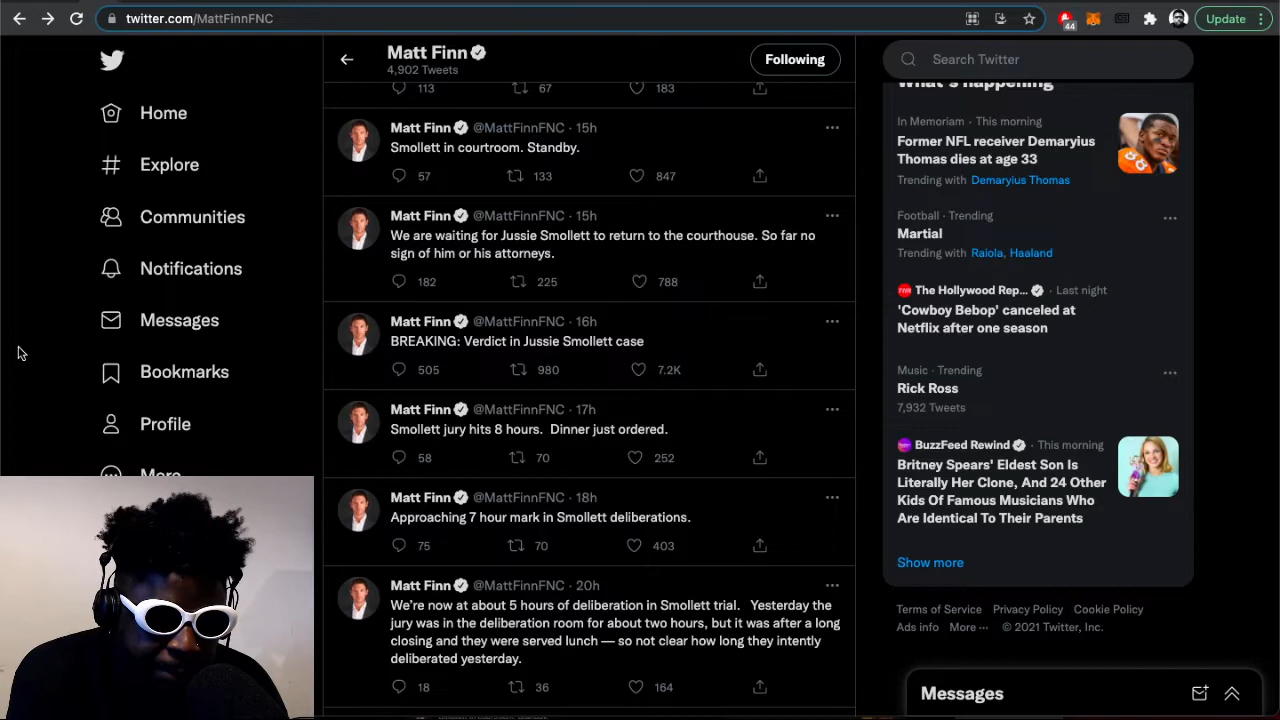 twitter.com/MattFinnFNC
44
Update
Home
Explore
Communities
Notifications
Messages
Bookmarks
Profile
More
Matt Finn
4,902 Tweets
Following
113 67 183
Matt Finn @MattFinnFNC · 15h
Smollett in courtroom. Standby.
57 133 847
Matt Finn @MattFinnFNC · 15h
We are waiting for Jussie Smollett to return to the courthouse. So far no
sign of him or his attorneys.
182 225 788
Matt Finn @MattFinnFNC · 16h
BREAKING: Verdict in Jussie Smollett case
505 980 7.2K
Matt Finn @MattFinnFNC · 17h
Smollett jury hits 8 hours. Dinner just ordered.
58 70 252
Matt Finn @MattFinnFNC · 18h
Approaching 7 hour mark in Smollett deliberations.
75 70 403
Matt Finn @MattFinnFNC · 20h
We're now at about 5 hours of deliberation in Smollett trial. Yesterday the
jury was in the deliberation room for about two hours, but it was after a long
closing and they were served lunch — so not clear how long they intently
deliberated yesterday.
18 36 164
Search Twitter
What's happening
In Memoriam · This morning
Former NFL receiver Demaryius
Thomas dies at age 33
Trending with Demaryius Thomas
Football · Trending
Martial
Trending with Raiola, Haaland
The Hollywood Rep... · Last night
'Cowboy Bebop' canceled at
Netflix after one season
Music · Trending
Rick Ross
7,932 Tweets
BuzzFeed Rewind · This morning
Britney Spears' Eldest Son Is
Literally Her Clone, And 24 Other
Kids Of Famous Musicians Who
Are Identical To Their Parents
Show more
Terms of Service Privacy Policy Cookie Policy
Ads info More ··· © 2021 Twitter, Inc.
Messages